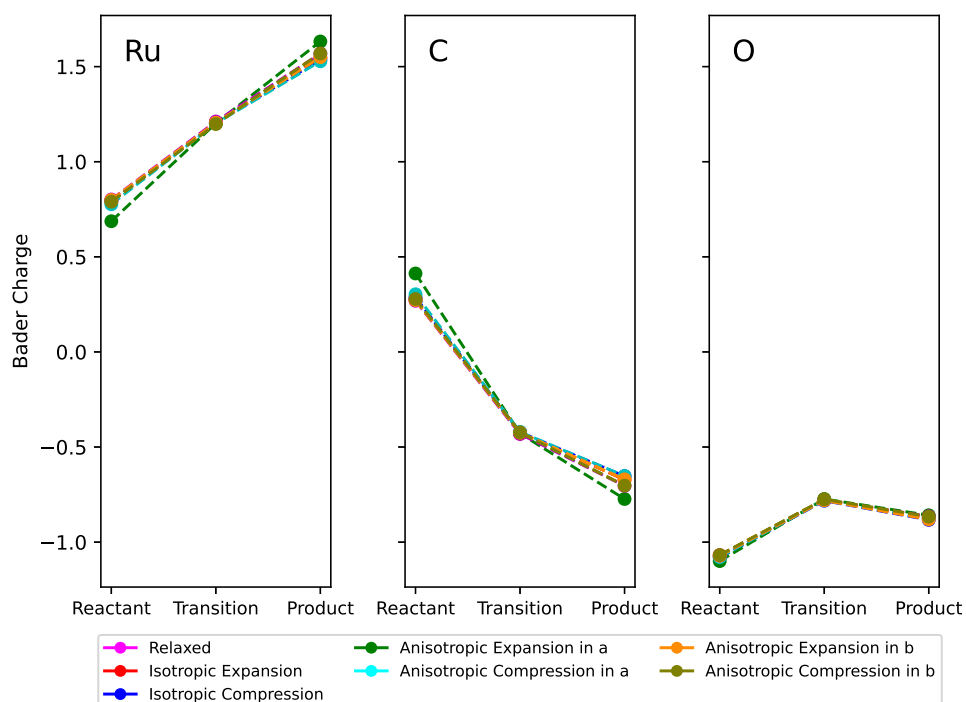 Ru
C
O
1.5
1.0
0.5
0.0
−0.5
−1.0
Bader Charge
Reactant Transition Product
Reactant Transition Product
Reactant Transition Product
Relaxed
Isotropic Expansion
Isotropic Compression
Anisotropic Expansion in a
Anisotropic Compression in a
Anisotropic Expansion in b
Anisotropic Compression in b